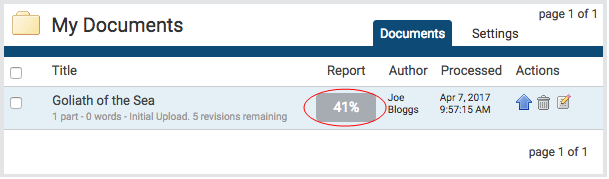 page 1 of 1
My Documents
Documents Settings
Title Report Author Processed Actions
Goliath of the Sea 41% Joe Bloggs Apr 7, 2017 9:57:15 AM
1 part - 0 words - Initial Upload. 5 revisions remaining
page 1 of 1